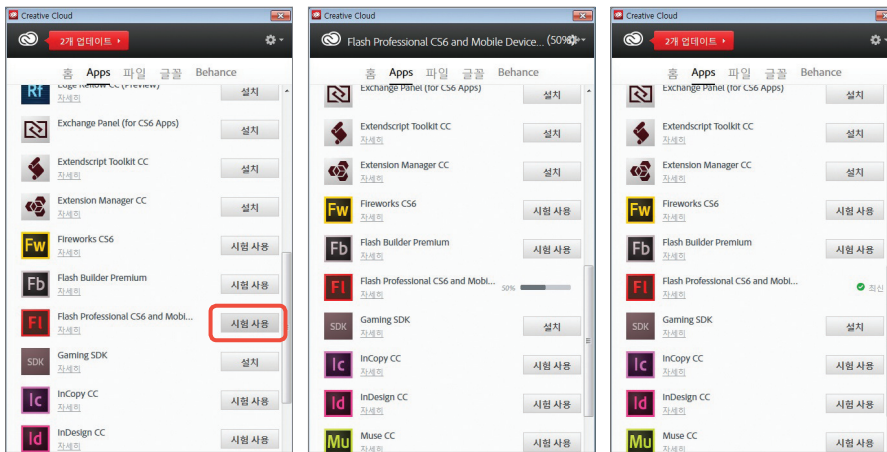 Creative Cloud
2개 업데이트
홈 Apps 파일 글꼴 Behance
Rf
Edge Reflow CC (Preview)
자세히
설치
Exchange Panel (for CS6 Apps)
설치
Extendscript Toolkit CC
자세히
설치
Extension Manager CC
자세히
설치
Fw
Fireworks CS6
자세히
시험 사용
Fb
Flash Builder Premium
자세히
시험 사용
Fl
Flash Professional CS6 and Mobi...
자세히
시험 사용
SDK
Gaming SDK
자세히
설치
Ic
InCopy CC
자세히
시험 사용
Id
InDesign CC
자세히
시험 사용
Creative Cloud
Flash Professional CS6 and Mobile Device... (50%
홈 Apps 파일 글꼴 Behance
Exchange Panel (for CS6 Apps)
설치
Extendscript Toolkit CC
자세히
설치
Extension Manager CC
자세히
설치
Fw
Fireworks CS6
자세히
시험 사용
Fb
Flash Builder Premium
자세히
시험 사용
Fl
Flash Professional CS6 and Mobi...
자세히
50%
SDK
Gaming SDK
자세히
설치
Ic
InCopy CC
자세히
시험 사용
Id
InDesign CC
자세히
시험 사용
Mu
Muse CC
자세히
시험 사용
Creative Cloud
2개 업데이트
홈 Apps 파일 글꼴 Behance
Exchange Panel (for CS6 Apps)
설치
Extendscript Toolkit CC
자세히
설치
Extension Manager CC
자세히
설치
Fw
Fireworks CS6
자세히
시험 사용
Fb
Flash Builder Premium
자세히
시험 사용
Fl
Flash Professional CS6 and Mobi...
자세히
최신
SDK
Gaming SDK
자세히
설치
Ic
InCopy CC
자세히
시험 사용
Id
InDesign CC
자세히
시험 사용
Mu
Muse CC
자세히
시험 사용